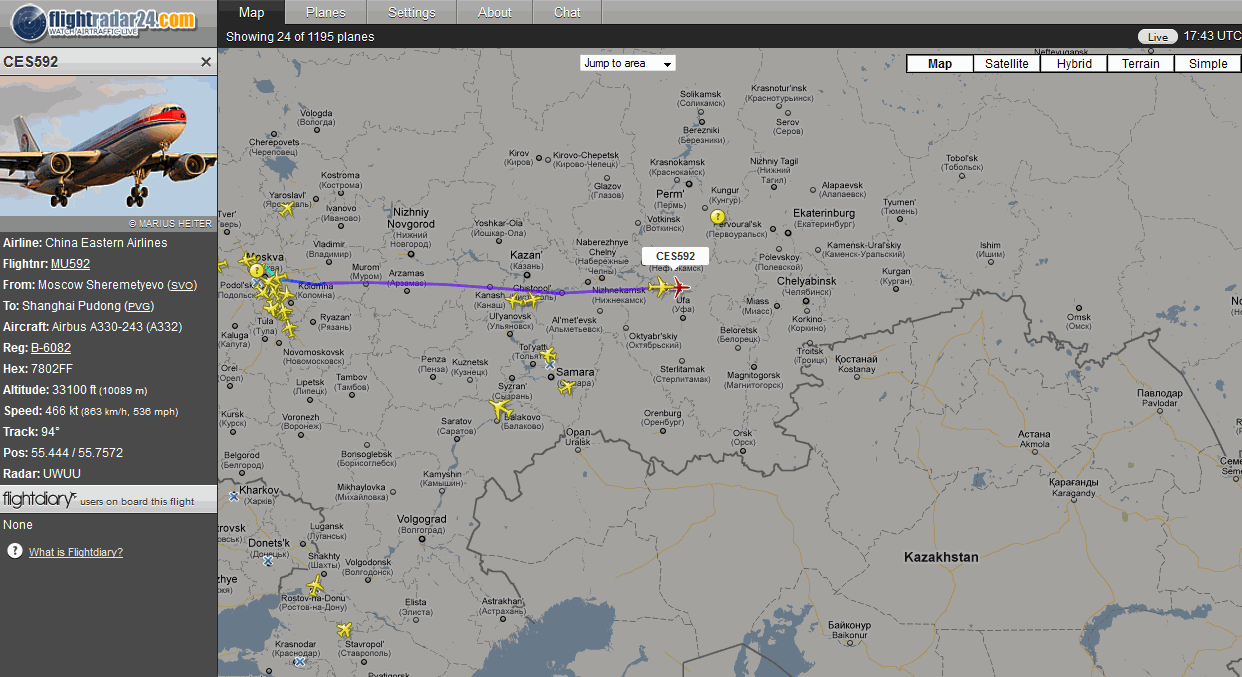 flightradar24.com
WATCH AIRTRAFFIC LIVE
Map
Planes
Settings
About
Chat
Showing 24 of 1195 planes
Live
17:43 UTC
CES592
© MARIUS HEITER
Airline: China Eastern Airlines
Flightnr: MU592
From: Moscow Sheremetyevo (SVO)
To: Shanghai Pudong (PVG)
Aircraft: Airbus A330-243 (A332)
Reg: B-6082
Hex: 7802FF
Altitude: 33100 ft (10089 m)
Speed: 466 kt (863 km/h, 536 mph)
Track: 94°
Pos: 55.444 / 55.7572
Radar: UWUU
flightdiary users on board this flight
None
? What is Flightdiary?
Jump to area
Map
Satellite
Hybrid
Terrain
Simple
Nefteyugansk
Solikamsk
(Соликамск)
Krasnotur'insk
(Краснотурьинск)
Vologda
(Вологда)
Berezniki
(Березники)
Serov
(Серов)
Cherepovets
(Череповец)
Kirov
(Киров)
Kirovo-Chepetsk
(Кирово-Чепецк)
Krasnokamsk
(Краснокамск)
Nizhniy Tagil
(Нижний
Тагил)
Tobol'sk
(Тобольск)
Kostroma
(Кострома)
Glazov
(Глазов)
Perm'
(Пермь)
Kungur
(Кунгур)
Alapaevsk
(Алапаевск)
Yaroslavl'
Ivanovo
(Иваново)
Nizhniy
Novgorod
(Нижний
Новгород)
Yoshkar-Ola
(Йошкар-Ола)
Votkinsk
(Воткинск)
Pervoural'sk
(Первоуральск)
Ekaterinburg
(Екатеринбург)
Tyumen'
(Тюмень)
Tver'
Vladimir
(Владимир)
Kazan'
(Казань)
Naberezhnye
Chelny
(Набережные
Челны)
CES592
(Нефтекамск)
Polevskoy
(Полевской)
Kamensk-Ural'skiy
(Каменск-Уральский)
Ishim
(Ишим)
Moskva
Murom
(Муром)
Arzamas
(Арзамас)
Kurgan
(Курган)
Podol'sk
(Подольск)
Kolomna
(Коломна)
Chistopol'
Kanash
(Канаш)
Nizhnekamsk
(Нижнекамск)
Ufa
(Уфа)
Chelyabinsk
(Челябинск)
Miass
(Миасс)
Ryazan'
(Рязань)
Tula
(Тула)
Kaluga
(Калуга)
Ul'yanovsk
(Ульяновск)
Al'met'evsk
(Альметьевск)
Oktyabr'skiy
(Октябрьский)
Beloretsk
(Белорецк)
Korkino
(Коркино)
Omsk
(Омск)
Novomoskovsk
(Новомосковск)
Penza
(Пенза)
Kuznetsk
(Кузнецк)
Tol'yatti
Troitsk
(Троицк)
Қостанай
Kostanay
Orel
(Орел)
Lipetsk
(Липецк)
Tambov
(Тамбов)
Syzran'
(Сызрань)
Samara
Sterlitamak
(Стерлитамак)
Magnitogorsk
(Магнитогорск)
Павлодар
Pavlodar
Kursk
(Курск)
Voronezh
(Воронеж)
Saratov
(Саратов)
Balakovo
(Балаково)
Orenburg
(Оренбург)
Орал
Uralsk
Orsk
(Орск)
Астана
Akmola
Belgorod
(Белгород)
Borisoglebsk
(Борисоглебск)
Kamyshin
(Камышин)
Қарағанды
Karagandy
Kharkov
(Харків)
Mikhaylovka
(Михайловка)
Lugansk
(Луганськ)
Volgograd
(Волгоград)
Donets'k
(Донецьк)
Shakhty
(Шахты)
Volgodonsk
(Волгодонск)
Kazakhstan
Rostov-na-Donu
(Ростов-на-Дону)
Elista
(Элиста)
Astrakhan
(Астрахань)
Байқоңыр
Baikonur
Krasnodar
(Краснодар)
Stavropol'
(Ставрополь)
Pyatigorsk